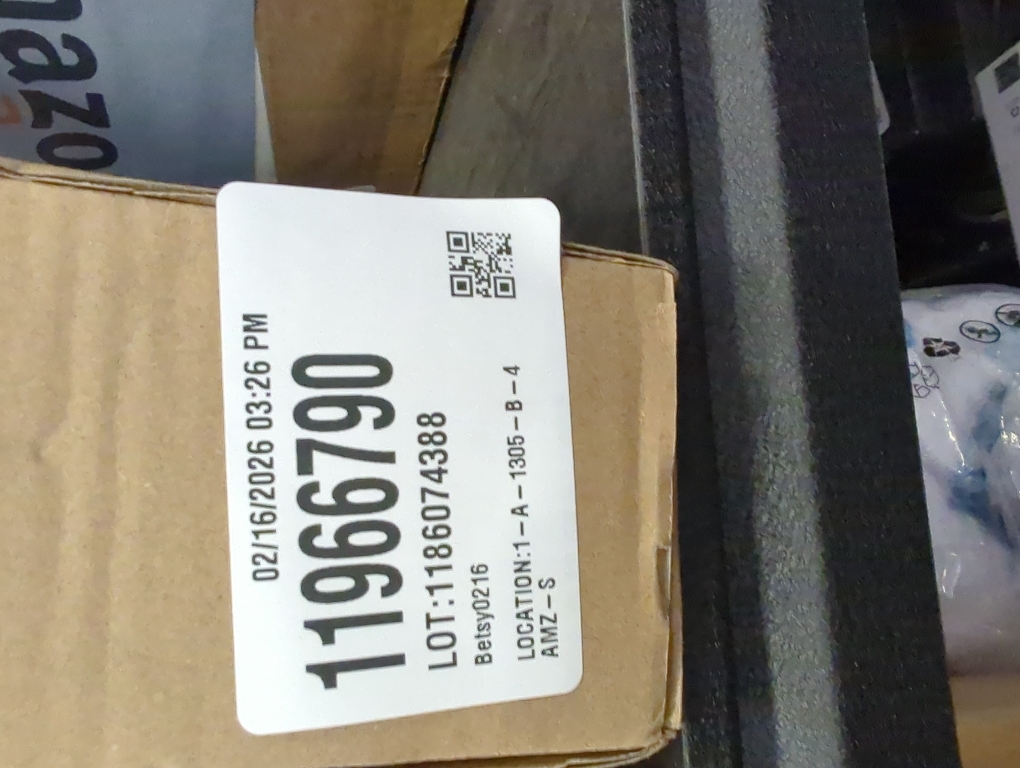 02/16/2026 03:26 PM
11966790
LOT:1186074388
Betsy0216
LOCATION:1-A-1305-B-4
AMZ-S